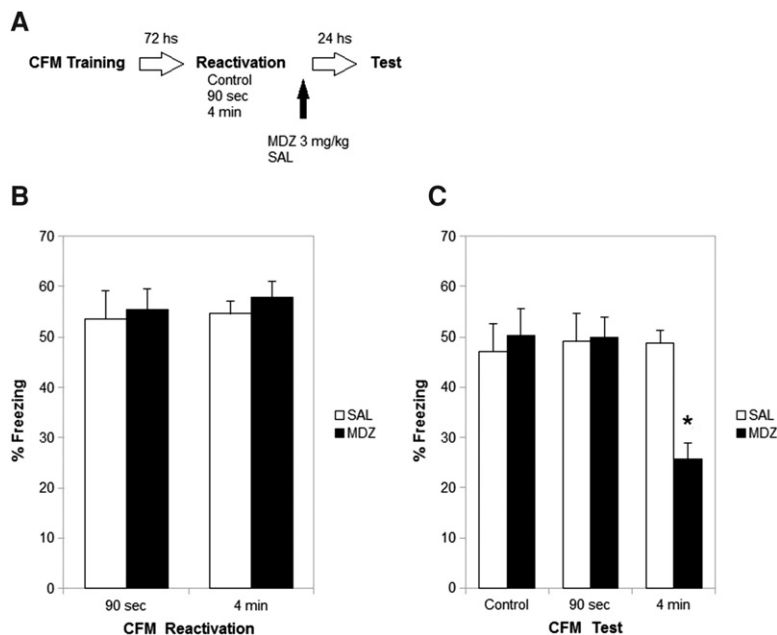 A
72 hs
24 hs
CFM Training
Reactivation
Test
Control
90 sec
4 min
MDZ 3 mg/kg
SAL
B
70
60
50
40
30
20
10
0
% Freezing
90 sec
4 min
CFM Reactivation
SAL
MDZ
C
70
60
50
40
30
20
10
0
% Freezing
*
Control
90 sec
4 min
CFM Test
SAL
MDZ